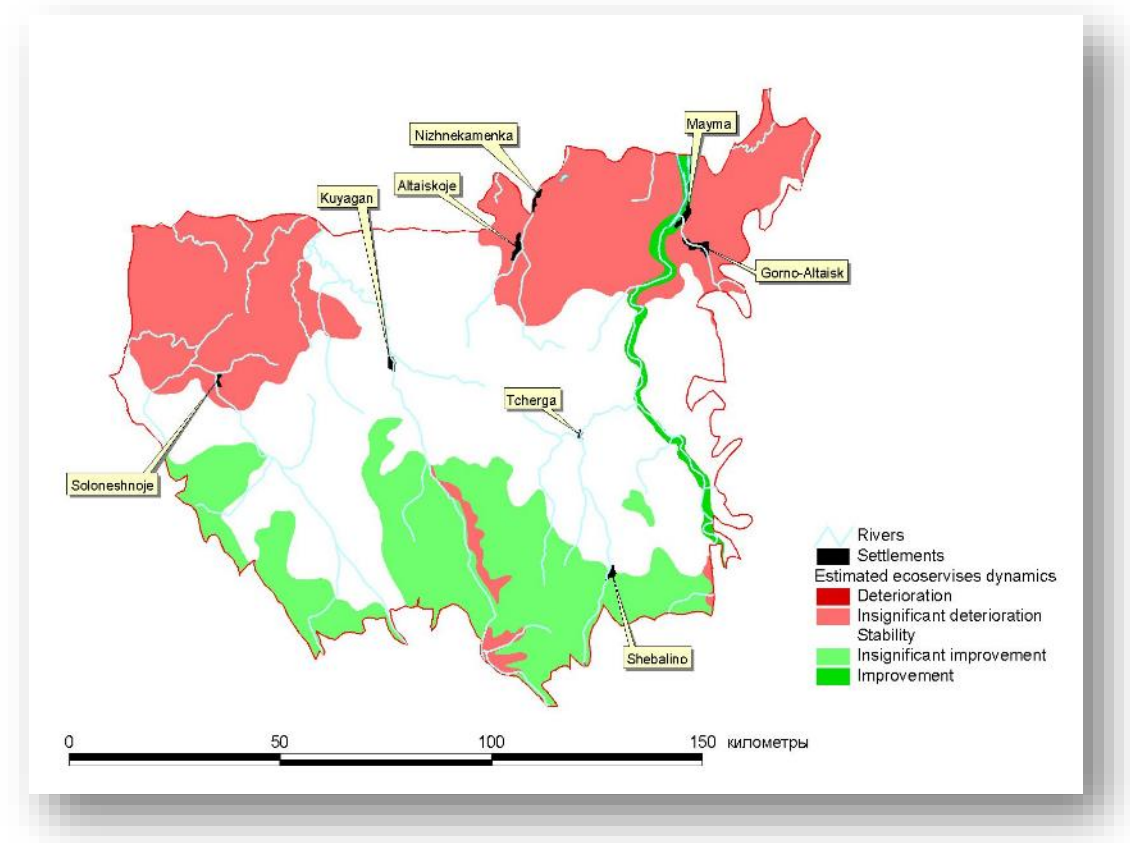 Mayma
Nizhnekamenka
Altaiskoje
Kuyagan
Gorno-Altaisk
Tcherga
Soloneshnoje
Shebalino
Rivers
Settlements
Estimated ecoservises dynamics
Deterioration
Insignificant deterioration
Stability
Insignificant improvement
Improvement
0 50 100 150 километры